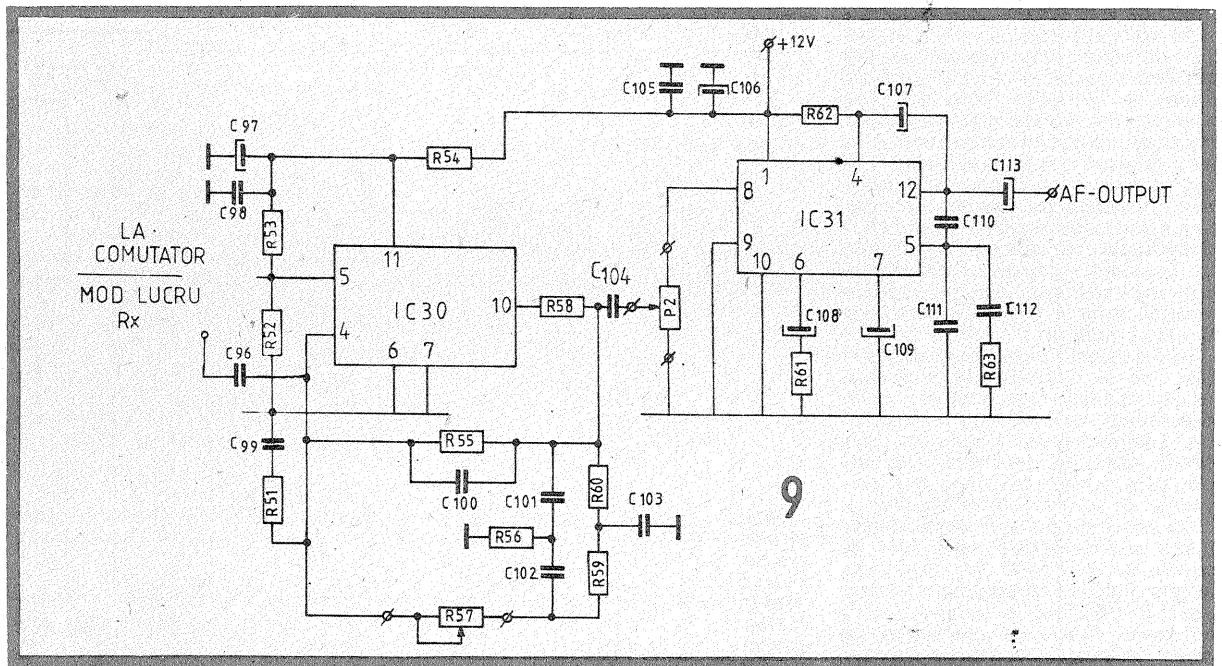 +12V
C105
C106
C107
R62
C97
R54
C98
1
4
12
C113
AF-OUTPUT
8
IC31
C110
LA
COMUTATOR
MOD LUCRU
Rx
R53
9
5
10
6
7
11
5
C104
P2
C108
C111
C112
R52
IC30
10
R58
4
C109
R61
R63
C96
6
7
C99
R55
R60
C103
C100
C101
9
R51
R56
C102
R59
R57